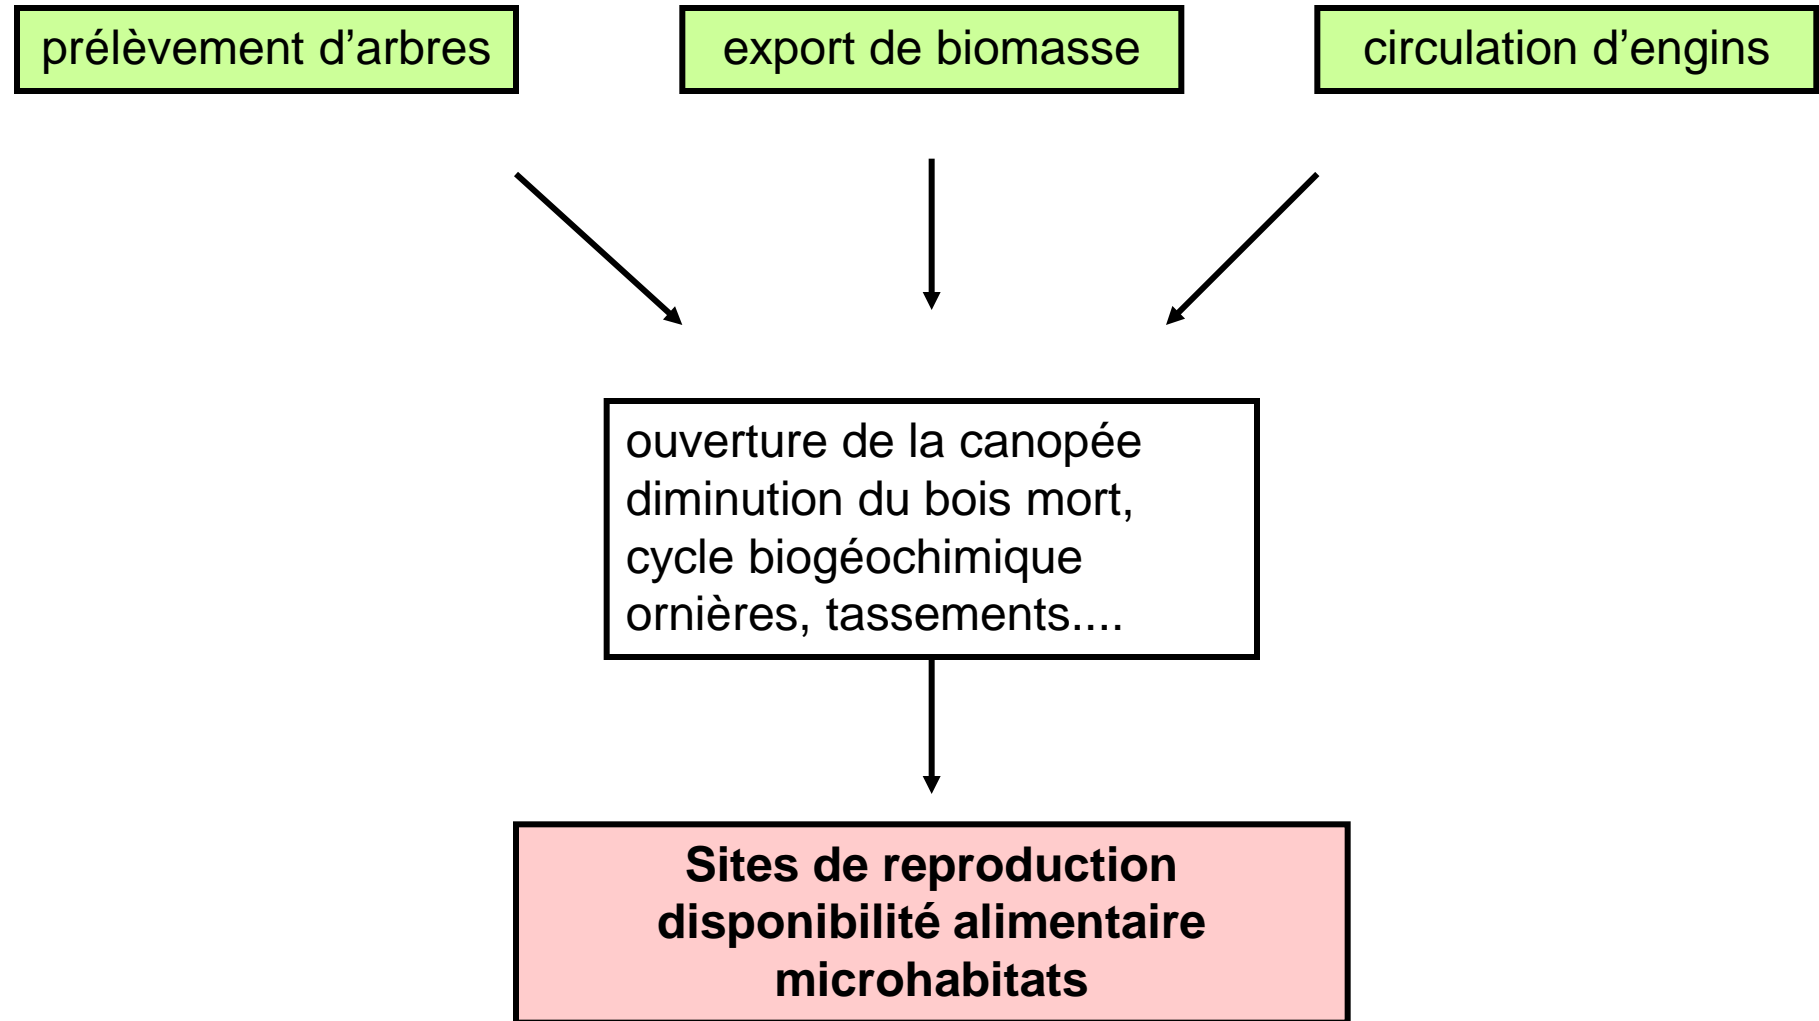 prélèvement d’arbres
export de biomasse
circulation d’engins
ouverture de la canopée
diminution du bois mort,
cycle biogéochimique
ornières, tassements....
Sites de reproduction
disponibilité alimentaire
microhabitats